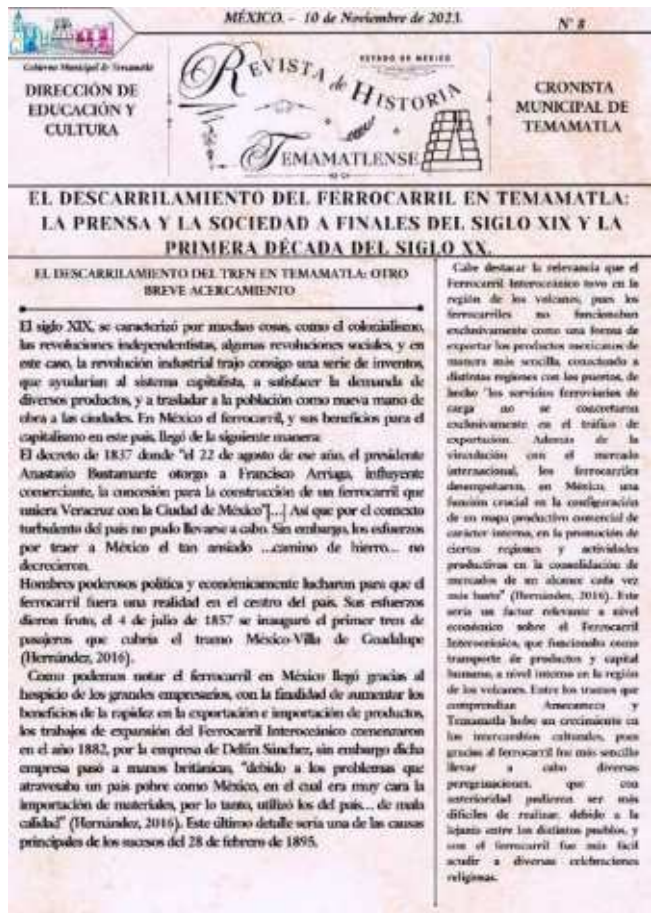 MÉXICO. - 10 de Noviembre de 2023.
N° 8
Gobierno Municipal de Temamatla
DIRECCIÓN DE
EDUCACIÓN Y
CULTURA
ESTADO DE MÉXICO
REVISTA de HISTORIA
TEMAMATLENSE
CRONISTA
MUNICIPAL DE
TEMAMATLA
EL DESCARRILAMIENTO DEL FERROCARRIL EN TEMAMATLA:
LA PRENSA Y LA SOCIEDAD A FINALES DEL SIGLO XIX Y LA
PRIMERA DÉCADA DEL SIGLO XX.
EL DESCARRILAMIENTO DEL TREN EN TEMAMATLA: OTRO
BREVE ACERCAMIENTO
El siglo XIX, se caracterizó por muchas cosas, como el colonialismo,
las revoluciones independentistas, algunas revoluciones sociales, y en
este caso, la revolución industrial trajo consigo una serie de inventos,
que ayudarían al sistema capitalista, a satisfacer la demanda de
diversos productos, y a trasladar a la población como nueva mano de
obra a las ciudades. En México el ferrocarril, y sus beneficios para el
capitalismo en este país, llegó de la siguiente manera:
El decreto de 1837 donde "el 22 de agosto de ese año, el presidente
Anastasio Bustamante otorgo a Francisco Arriaga, influyente
comerciante, la concesión para la construcción de un ferrocarril que
uniera Veracruz con la Ciudad de México"[...] Así que por el contexto
turbulento del país no pudo llevarse a cabo. Sin embargo, los esfuerzos
por traer a México el tan ansiado ...camino de hierro... no
decrecieron.
Hombres poderosos política y económicamente lucharon para que el
ferrocarril fuera una realidad en el centro del país. Sus esfuerzos
dieron fruto, el 4 de julio de 1857 se inauguró el primer tren de
pasajeros que cubría el tramo México-Villa de Guadalupe
(Hernández, 2016).
Como podemos notar el ferrocarril en México llegó gracias al
hospicio de los grandes empresarios, con la finalidad de aumentar los
beneficios de la rapidez en la exportación e importación de productos,
los trabajos de expansión del Ferrocarril Interoceánico comenzaron
en el año 1882, por la empresa de Delfín Sánchez, sin embargo dicha
empresa pasó a manos británicas, "debido a los problemas que
atravesaba un país pobre como México, en el cual era muy cara la
importación de materiales, por lo tanto, utilizó los del país... de mala
calidad" (Hernández, 2016). Este último detalle sería una de las causas
principales de los sucesos del 28 de febrero de 1895.
Cabe destacar la relevancia que el
Ferrocarril Interoceánico tuvo en la
región de los volcanes, pues los
ferrocarriles no funcionaban
exclusivamente como una forma de
exportar los productos mexicanos de
manera más sencilla, conectando a
distintas regiones con los puertos, de
hecho "los servicios ferroviarios de
carga no se concretaron
exclusivamente en el tráfico de
exportación. Además de la
vinculación con el mercado
internacional, los ferrocarriles
desempeñaron, en México, una
función crucial en la configuración
de un mapa productivo comercial de
carácter interno, en la promoción de
ciertas regiones y actividades
productivas en la consolidación de
mercados de un alcance cada vez
más basto" (Hernández, 2016). Este
sería un factor relevante a nivel
económico sobre el Ferrocarril
Interoceánico, que funcionaba como
transporte de productos y capital
humano, a nivel interno en la región
de los volcanes. Entre los tramos que
comprendían Amecameca y
Temamatla hubo un crecimiento en
los intercambios culturales, pues
gracias al ferrocarril fue más sencillo
llevar a cabo diversas
peregrinaciones, que con
anterioridad pudieron ser más
difíciles de realizar, debido a la
lejanía entre los distintos pueblos, y
con el ferrocarril fue más fácil
acudir a diversas celebraciones
religiosas.